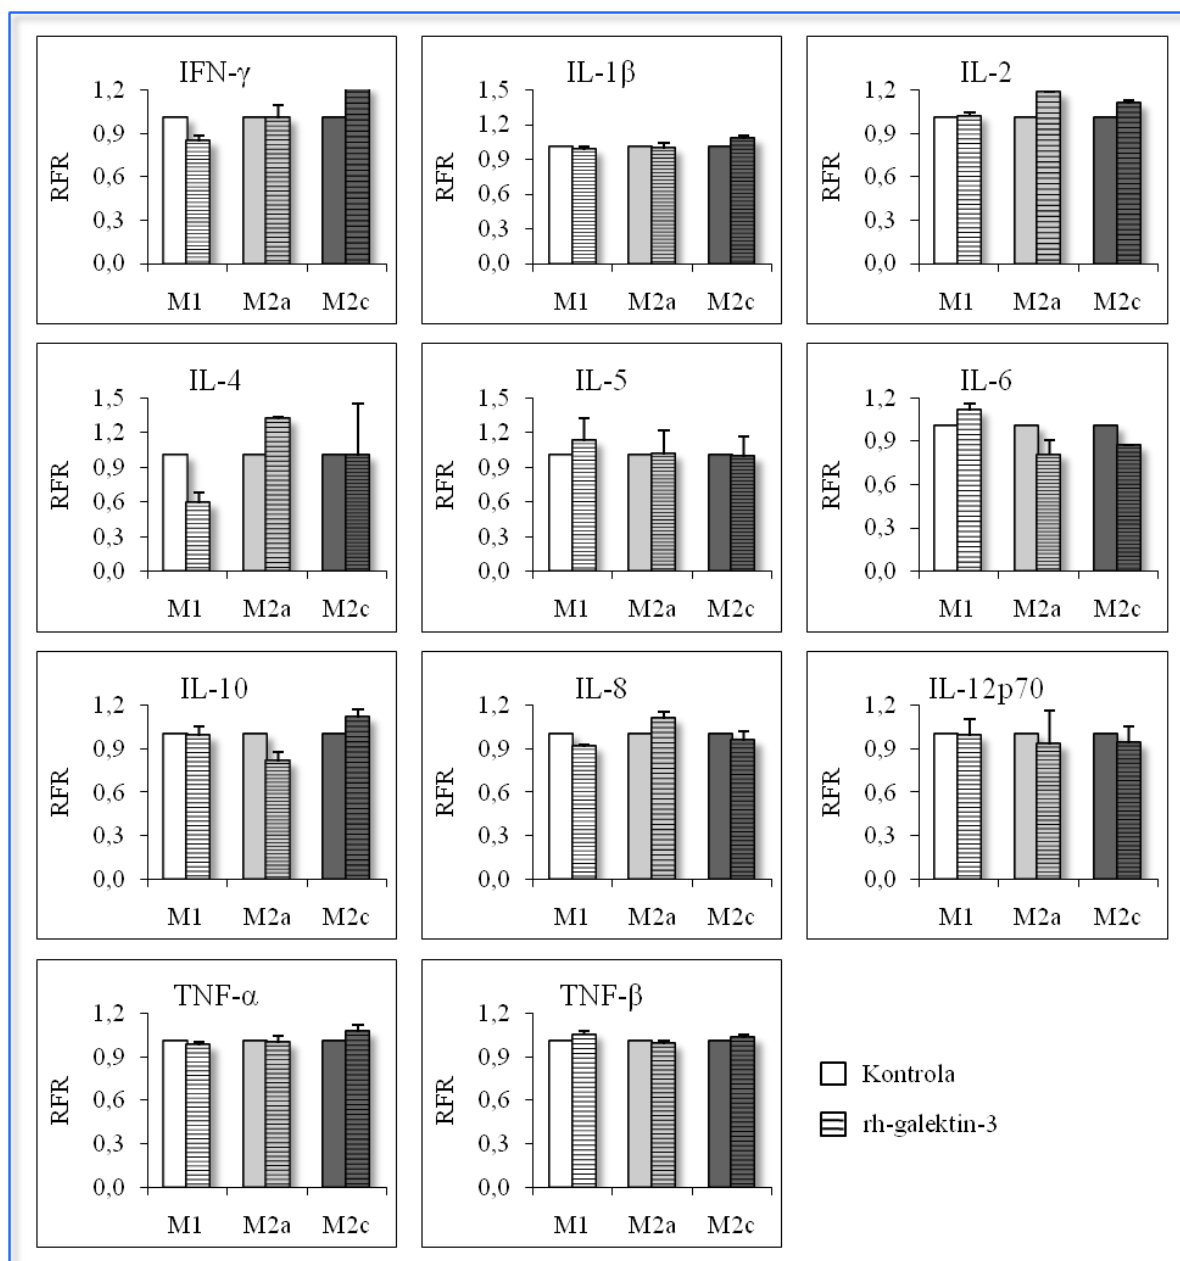 IFN-γ
1,2
0,9
0,6
0,3
0,0
RFR
M1 M2a M2c
IL-1β
1,5
1,2
0,9
0,6
0,3
0,0
RFR
M1 M2a M2c
IL-2
1,2
0,9
0,6
0,3
0,0
RFR
M1 M2a M2c
IL-4
1,5
1,2
0,9
0,6
0,3
0,0
RFR
M1 M2a M2c
IL-5
1,5
1,2
0,9
0,6
0,3
0,0
RFR
M1 M2a M2c
IL-6
1,2
0,9
0,6
0,3
0,0
RFR
M1 M2a M2c
IL-10
1,2
0,9
0,6
0,3
0,0
RFR
M1 M2a M2c
IL-8
1,2
0,9
0,6
0,3
0,0
RFR
M1 M2a M2c
IL-12p70
1,2
0,9
0,6
0,3
0,0
RFR
M1 M2a M2c
TNF-α
1,2
0,9
0,6
0,3
0,0
RFR
M1 M2a M2c
TNF-β
1,2
0,9
0,6
0,3
0,0
RFR
M1 M2a M2c
Kontrola
rh-galektin-3